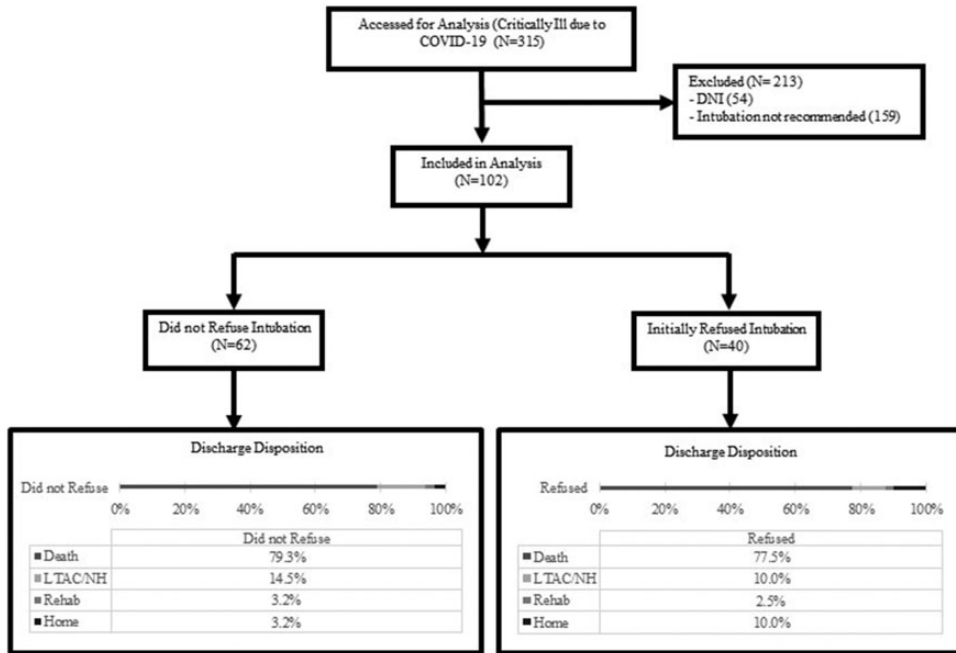 Accessed for Analysis (Critically Ill due to
COVID-19 (N=315)
Excluded (N= 213)
- DNI (54)
- Intubation not recommended (159)
Included in Analysis
(N=102)
Did not Refuse Intubation
(N=62)
Initially Refused Intubation
(N=40)
Discharge Disposition
Did not Refuse
0% 20% 40% 60% 80% 100%
Did not Refuse
Death 79.3%
LTAC/NH 14.5%
Rehab 3.2%
Home 3.2%
Discharge Disposition
Refused
0% 20% 40% 60% 80% 100%
Refused
Death 77.5%
LTAC/NH 10.0%
Rehab 2.5%
Home 10.0%